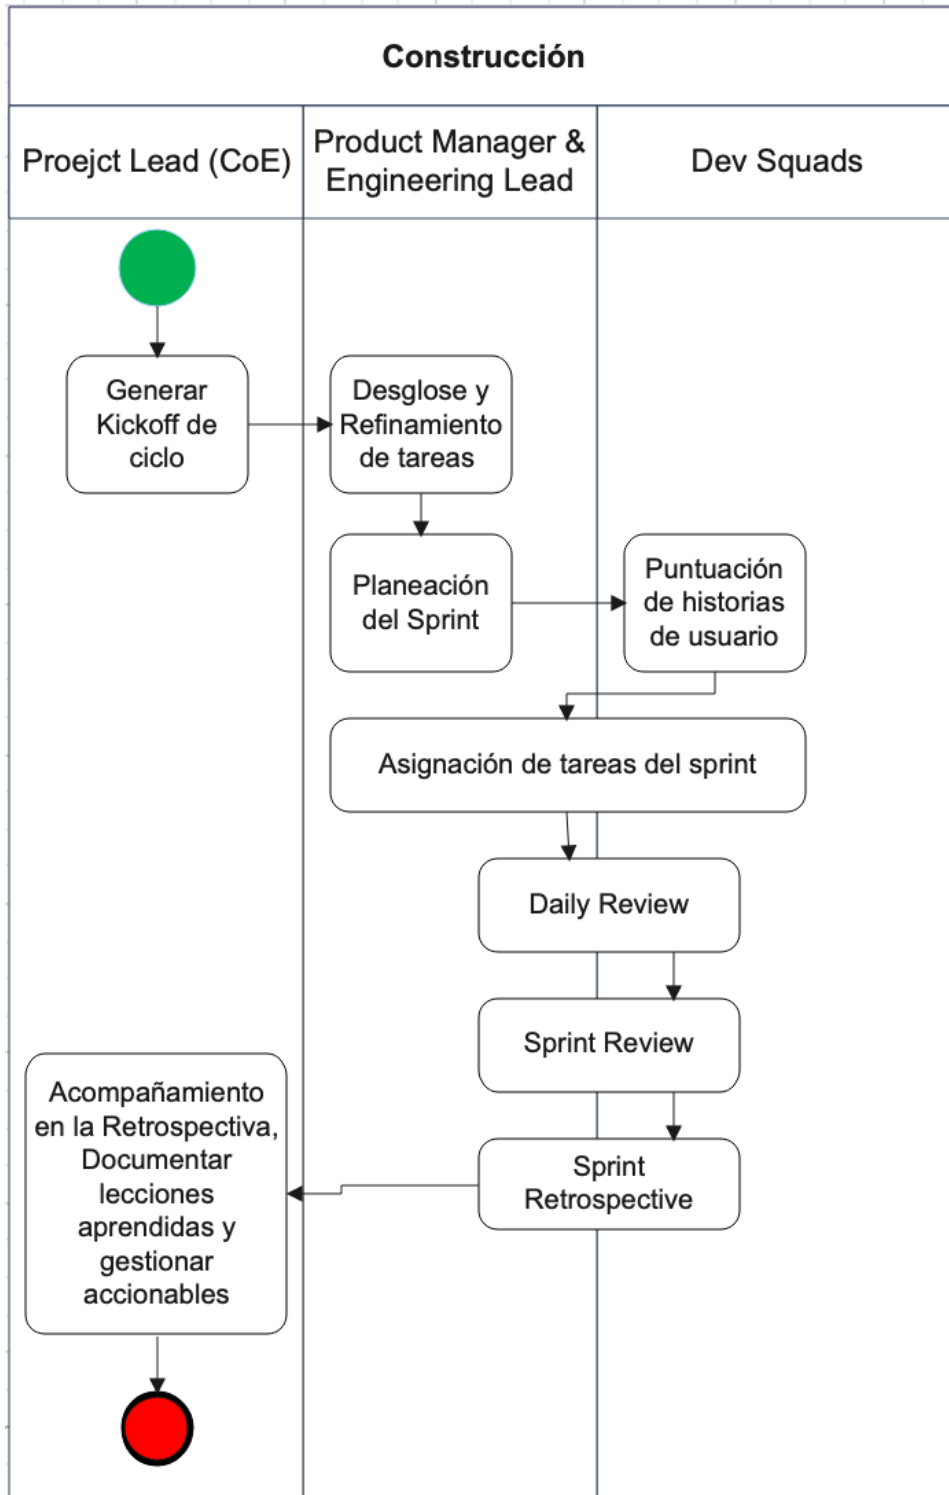 Construcción
Proejct Lead (CoE)
Product Manager &
Engineering Lead
Dev Squads
Generar
Kickoff de
ciclo
Desglose y
Refinamiento
de tareas
Planeación
del Sprint
Puntuación
de historias
de usuario
Asignación de tareas del sprint
Daily Review
Sprint Review
Sprint
Retrospective
Acompañamiento
en la Retrospectiva,
Documentar
lecciones
aprendidas y
gestionar
accionables